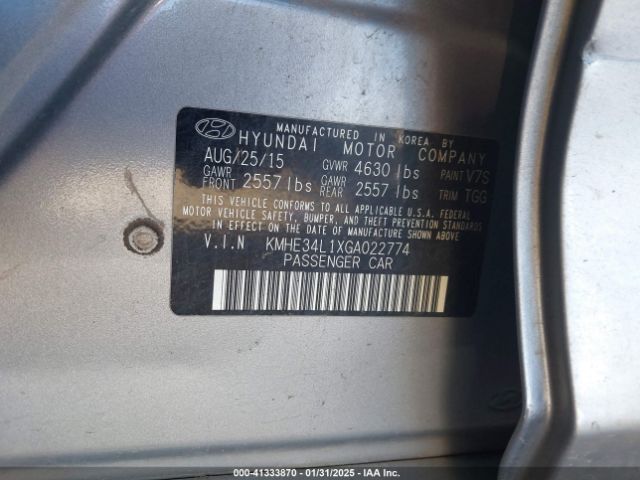 MANUFACTURED IN KOREA BY
HYUNDAI MOTOR COMPANY
AUG/25/15 GVWR 4630 lbs PAINT V7S
GAWR FRONT 2557 lbs GAWR REAR 2557 lbs TRIM TGG
THIS VEHICLE CONFORMS TO ALL APPLICABLE U.S.A. FEDERAL
MOTOR VEHICLE SAFETY, BUMPER, AND THEFT PREVENTION STANDARDS
IN EFFECT ON THE DATE OF MANUFACTURE SHOWN ABOVE.
V.I.N KMHE34L1XGA022774
PASSENGER CAR
000-41333870 - 01/31/2025 - IAA Inc.